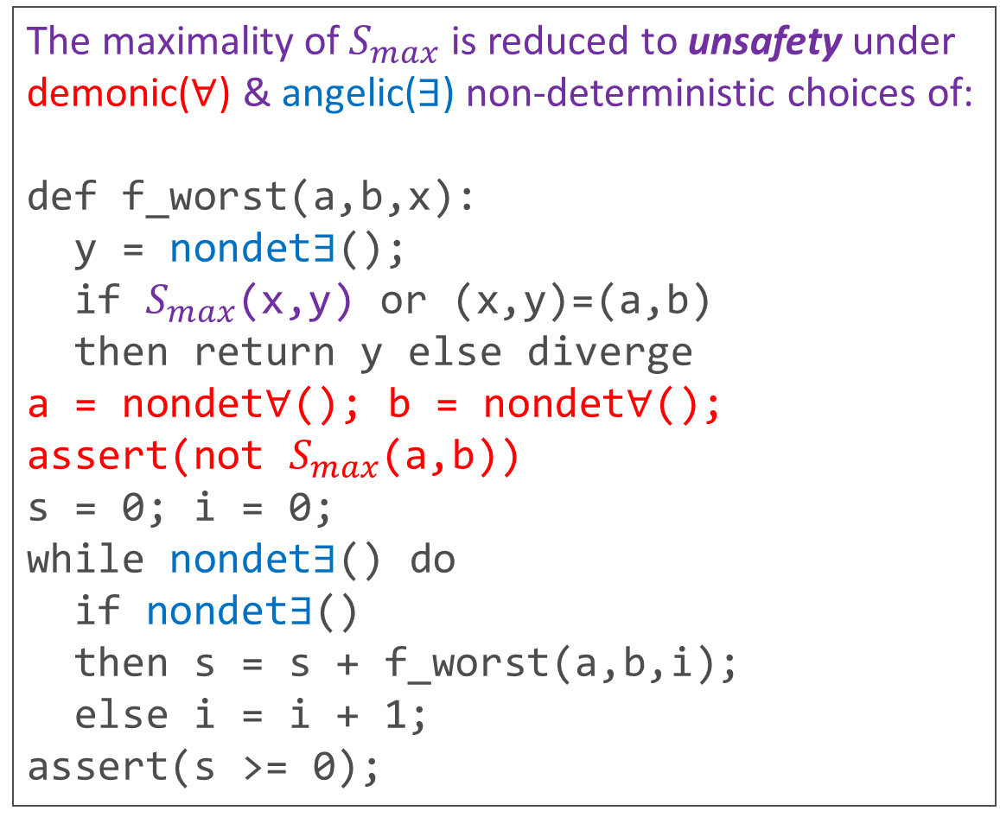 The maximality of S_max is reduced to unsafety under
demonic(∀) & angelic(∃) non-deterministic choices of:
def f_worst(a,b,x):
  y = nondet∃();
  if S_max(x,y) or (x,y)=(a,b)
  then return y else diverge
a = nondet∀(); b = nondet∀();
assert(not S_max(a,b))
s = 0; i = 0;
while nondet∃() do
  if nondet∃()
  then s = s + f_worst(a,b,i);
  else i = i + 1;
assert(s >= 0);